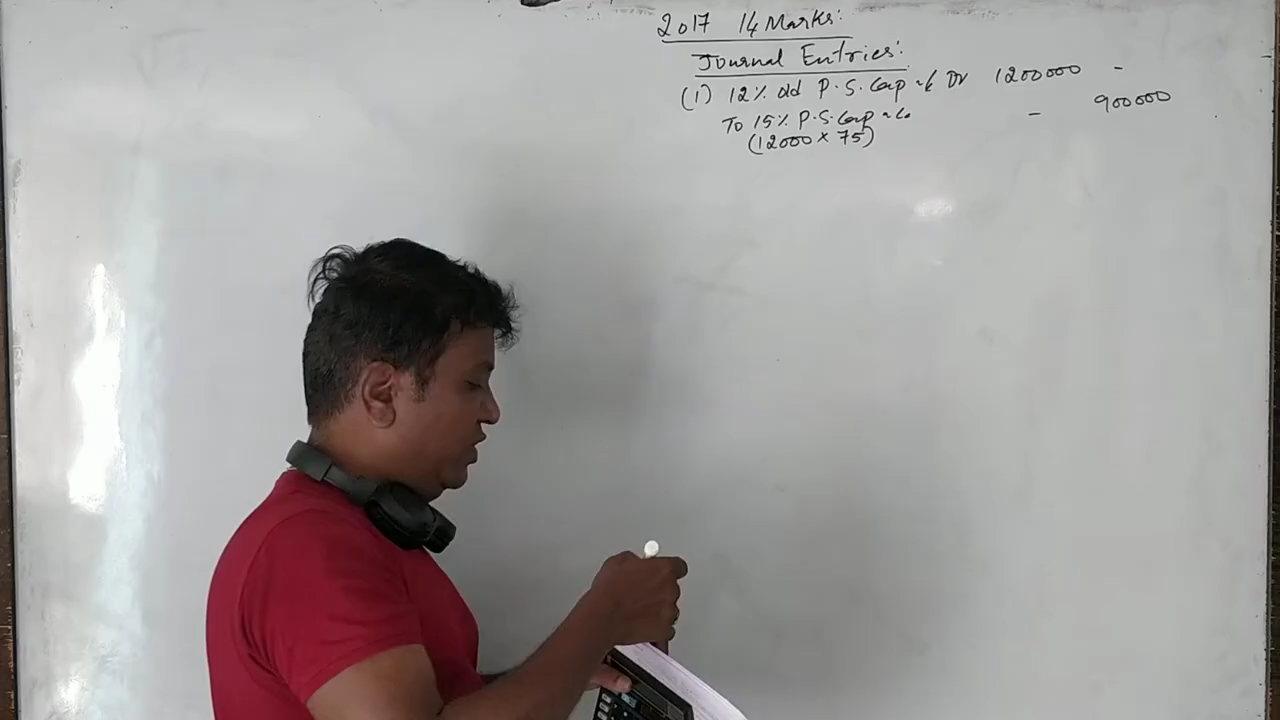 2017 14 Marks:
Journal Entries:
(1) 12% old P.S. Cap a/c Dr 1200000 -
To 15% P.S. Cap a/c - 900000
(12000 x 75)